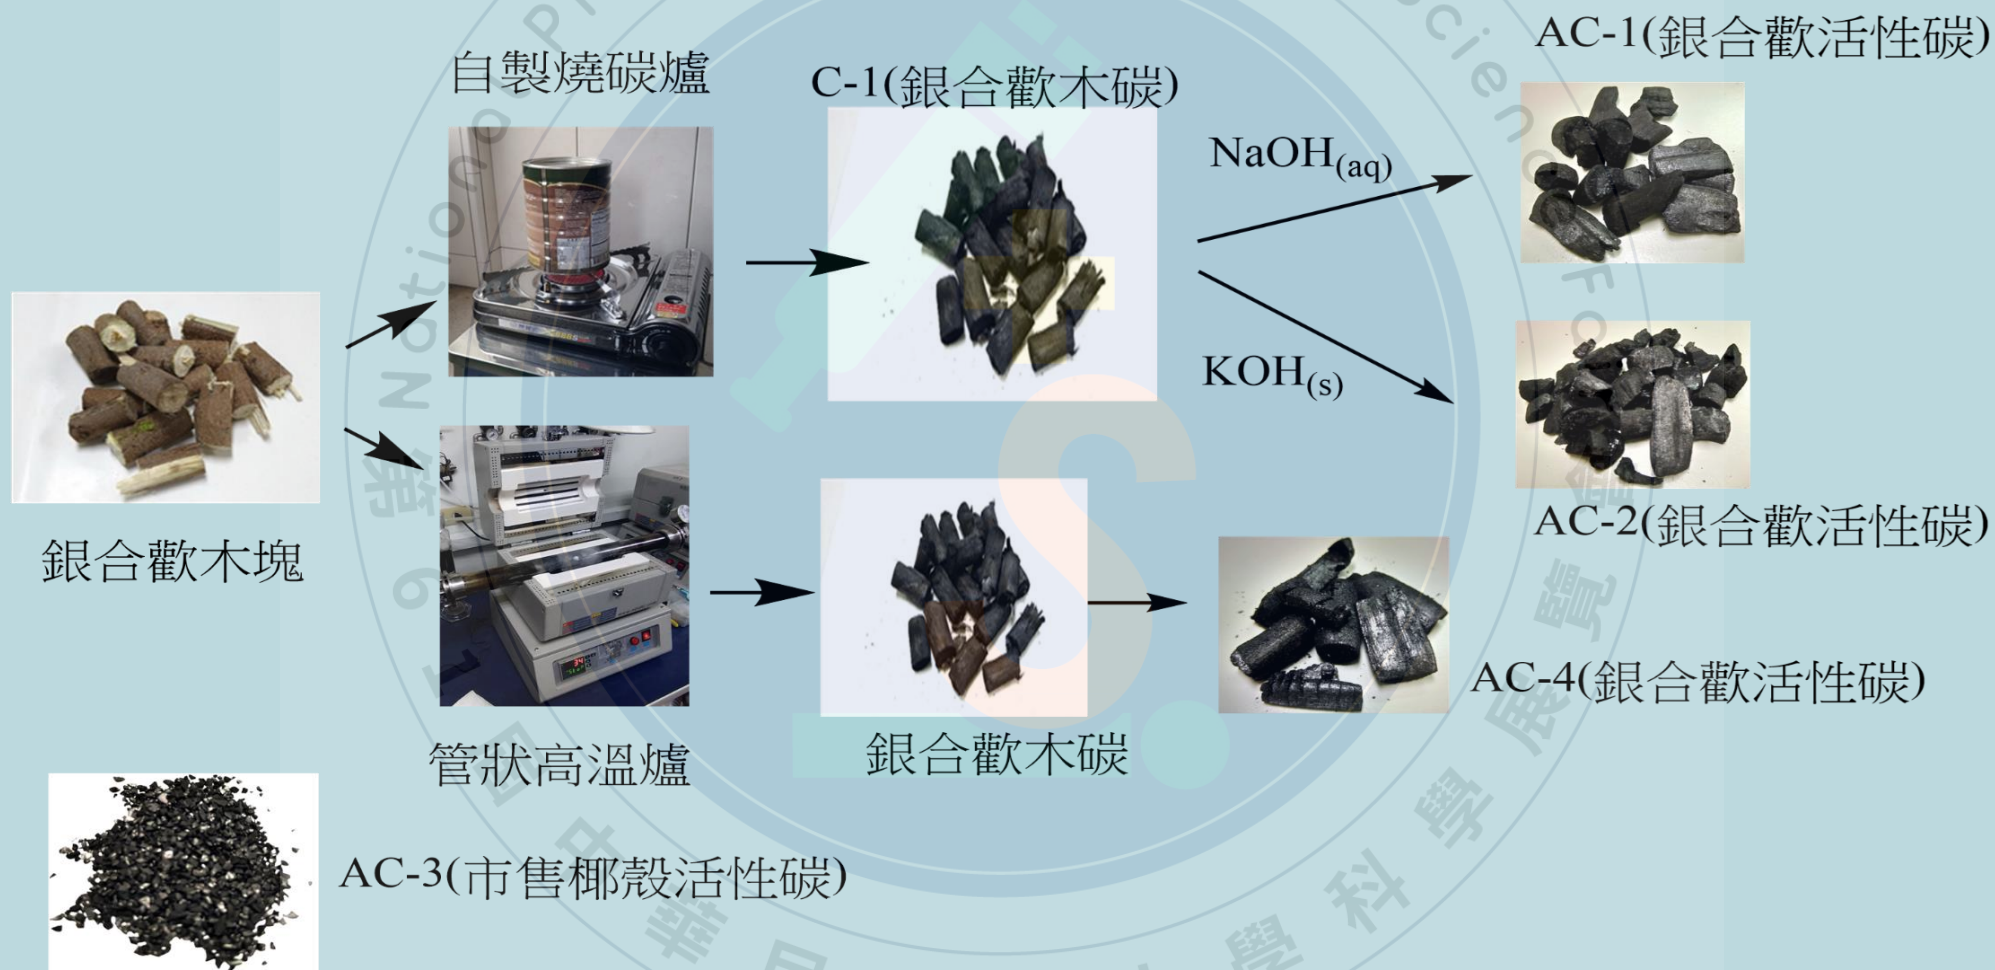 自製燒碳爐
C-1(銀合歡木碳)
AC-1(銀合歡活性碳)
NaOH(aq)
KOH(s)
銀合歡木塊
AC-2(銀合歡活性碳)
AC-4(銀合歡活性碳)
管狀高溫爐
銀合歡木碳
AC-3(市售椰殼活性碳)